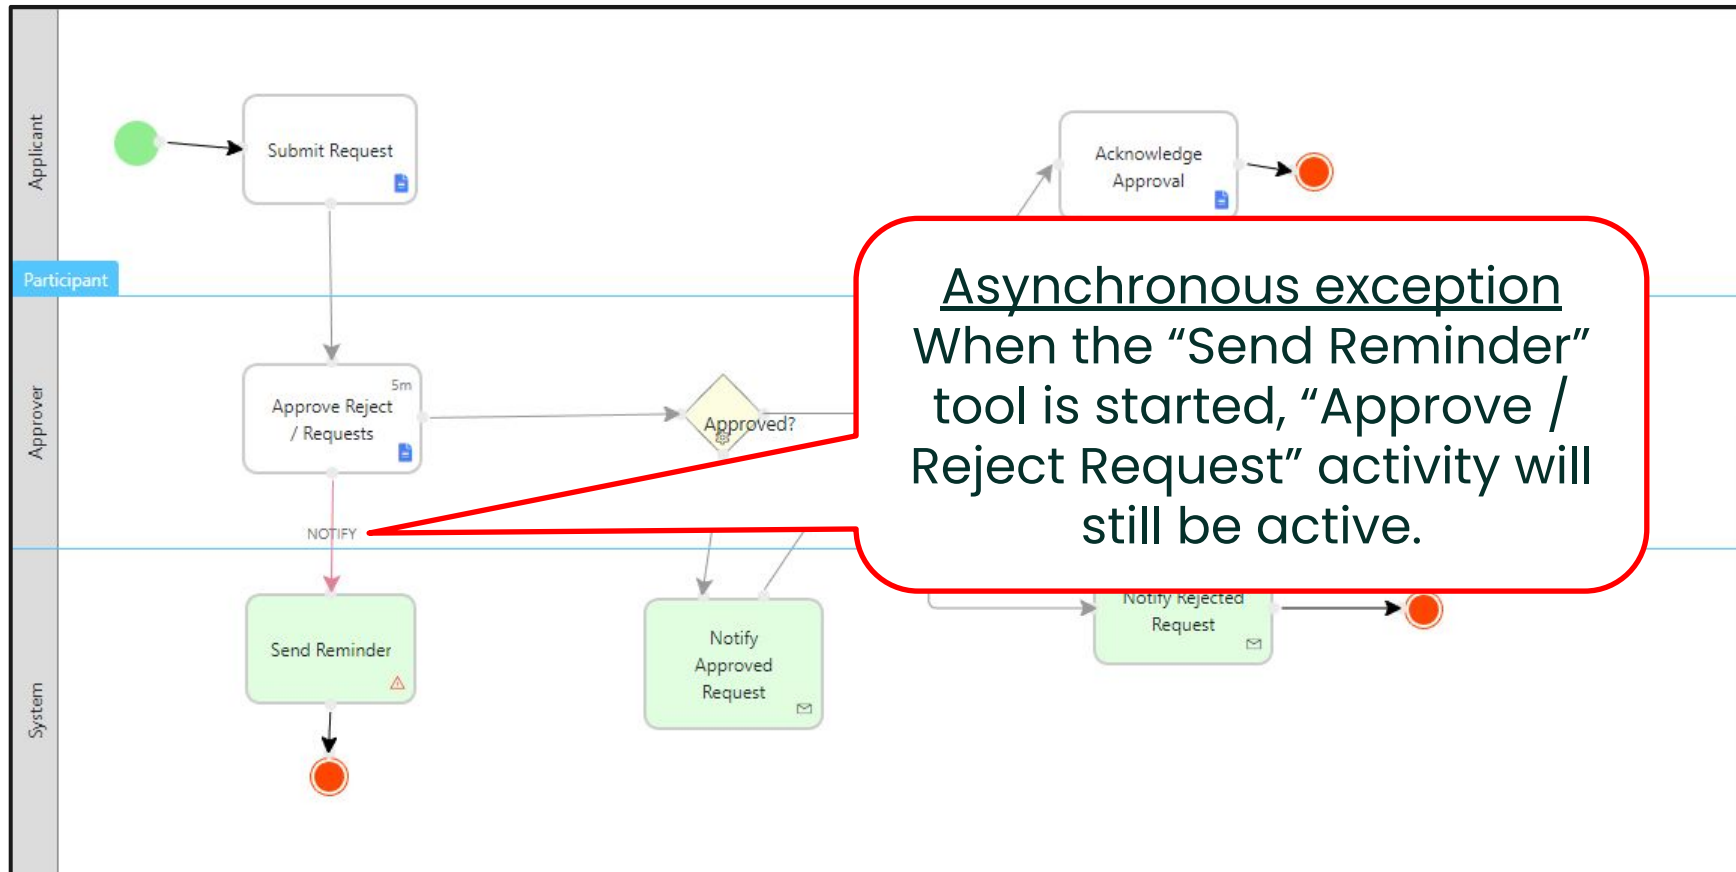 Applicant
Submit Request
Acknowledge
Approval
Participant
Asynchronous exception
When the “Send Reminder”
tool is started, “Approve /
Reject Request” activity will
still be active.
Approver
5m
Approve Reject
/ Requests
Approved?
NOTIFY
System
Send Reminder
Notify
Approved
Request
Notify Rejected
Request